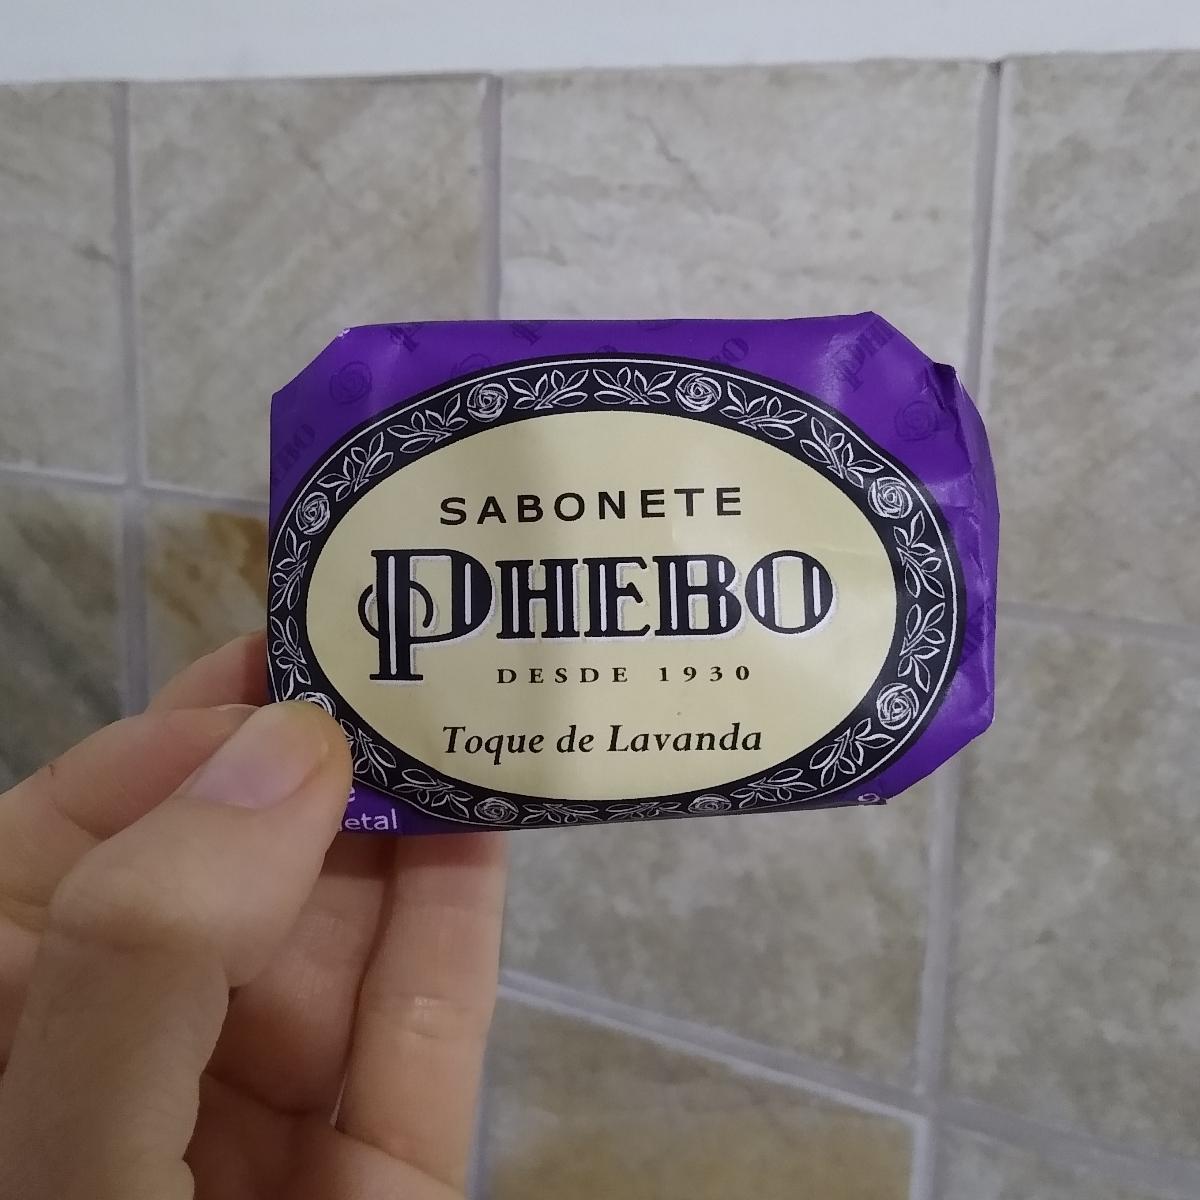 SABONETE
PHEBO
DESDE 1930
Toque de Lavanda